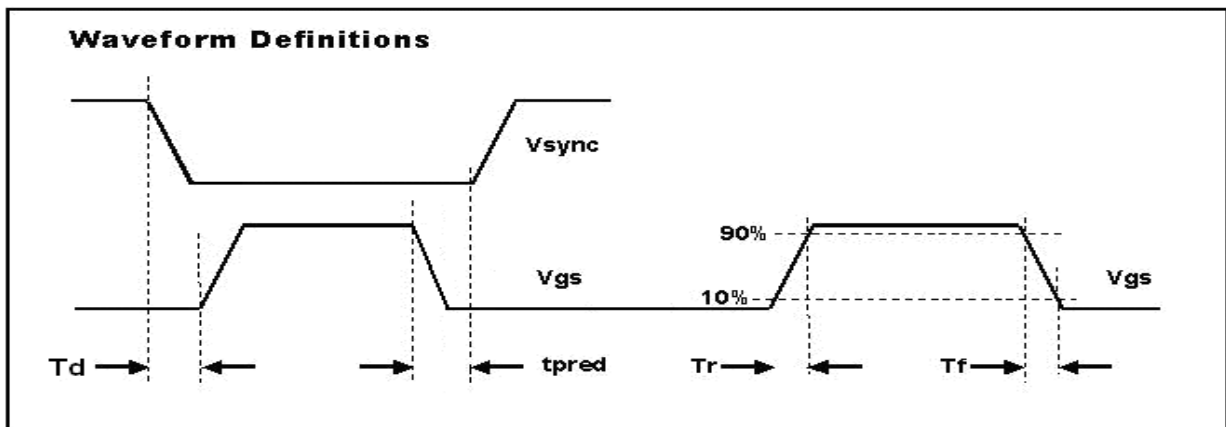 Waveform Definitions
Vsync
90%
Vgs
Vgs
10%
Td
tpred
Tr
Tf